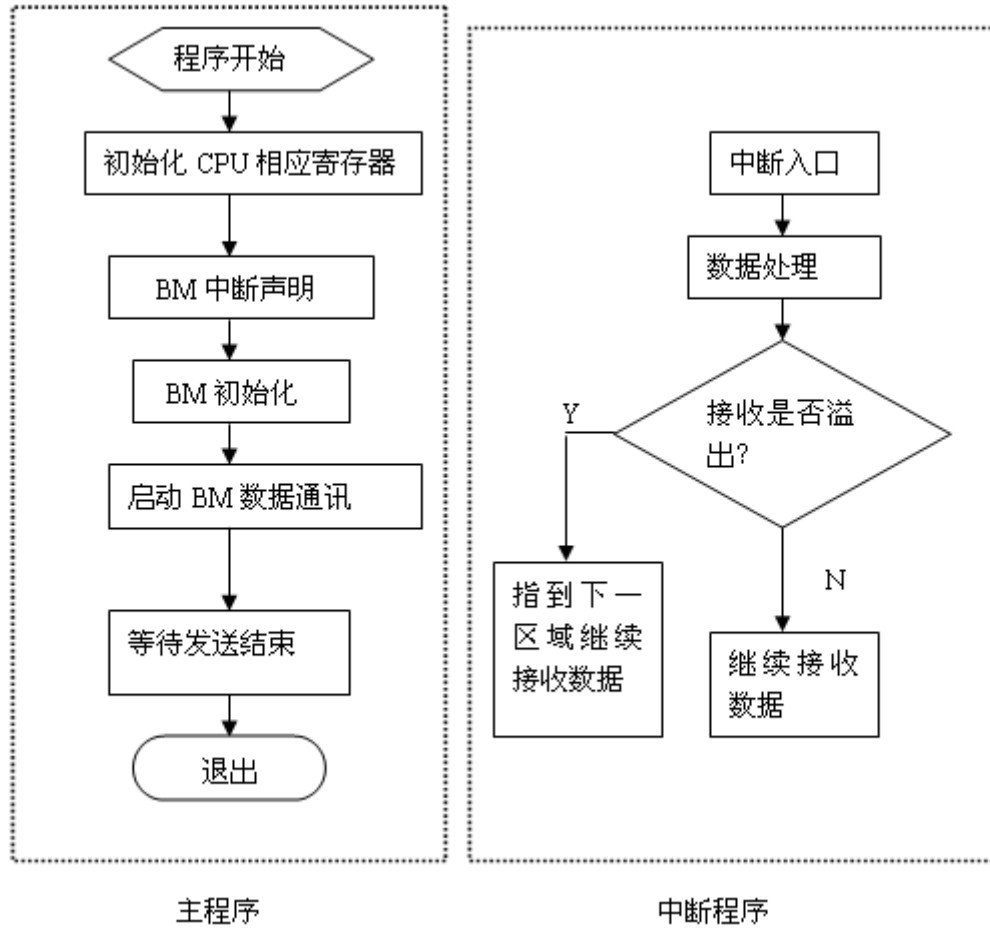 程序开始
初始化 CPU 相应寄存器
BM 中断声明
BM 初始化
启动 BM 数据通讯
等待发送结束
退出
主程序
中断入口
数据处理
接收是否溢
出?
Y
N
指到下一
区域继续
接收数据
继续接收
数据
中断程序